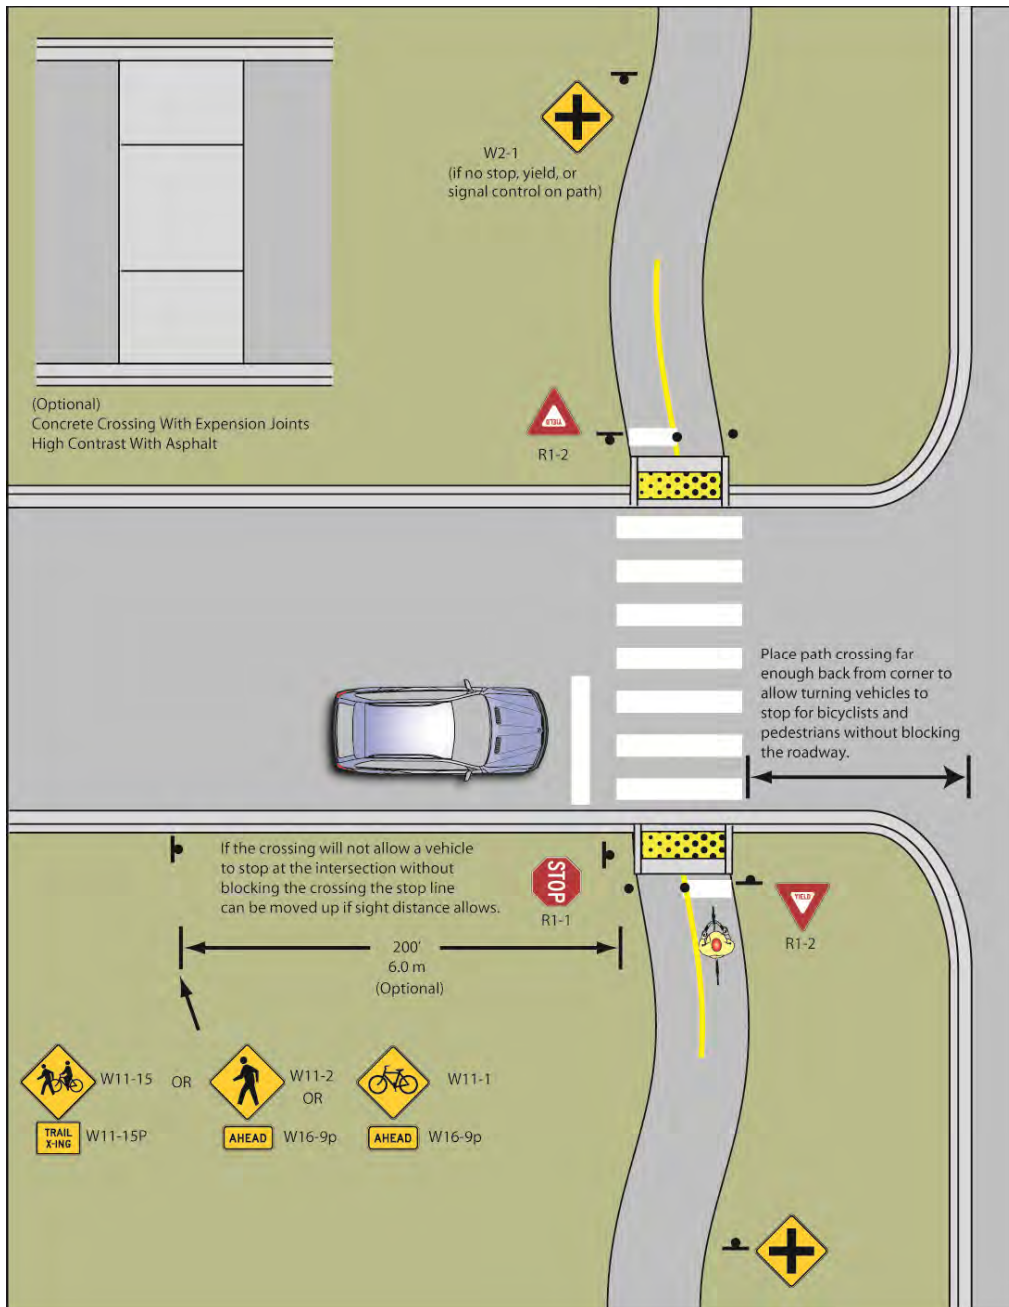 W2-1
(if no stop, yield, or
signal control on path)
(Optional)
Concrete Crossing With Expension Joints
High Contrast With Asphalt
YIELD
R1-2
Place path crossing far
enough back from corner to
allow turning vehicles to
stop for bicyclists and
pedestrians without blocking
the roadway.
If the crossing will not allow a vehicle
to stop at the intersection without
blocking the crossing the stop line
can be moved up if sight distance allows.
STOP
R1-1
YIELD
R1-2
200'
6.0 m
(Optional)
W11-15
OR
W11-2
OR
W11-1
TRAIL
X-ING
W11-15P
AHEAD
W16-9p
AHEAD
W16-9p